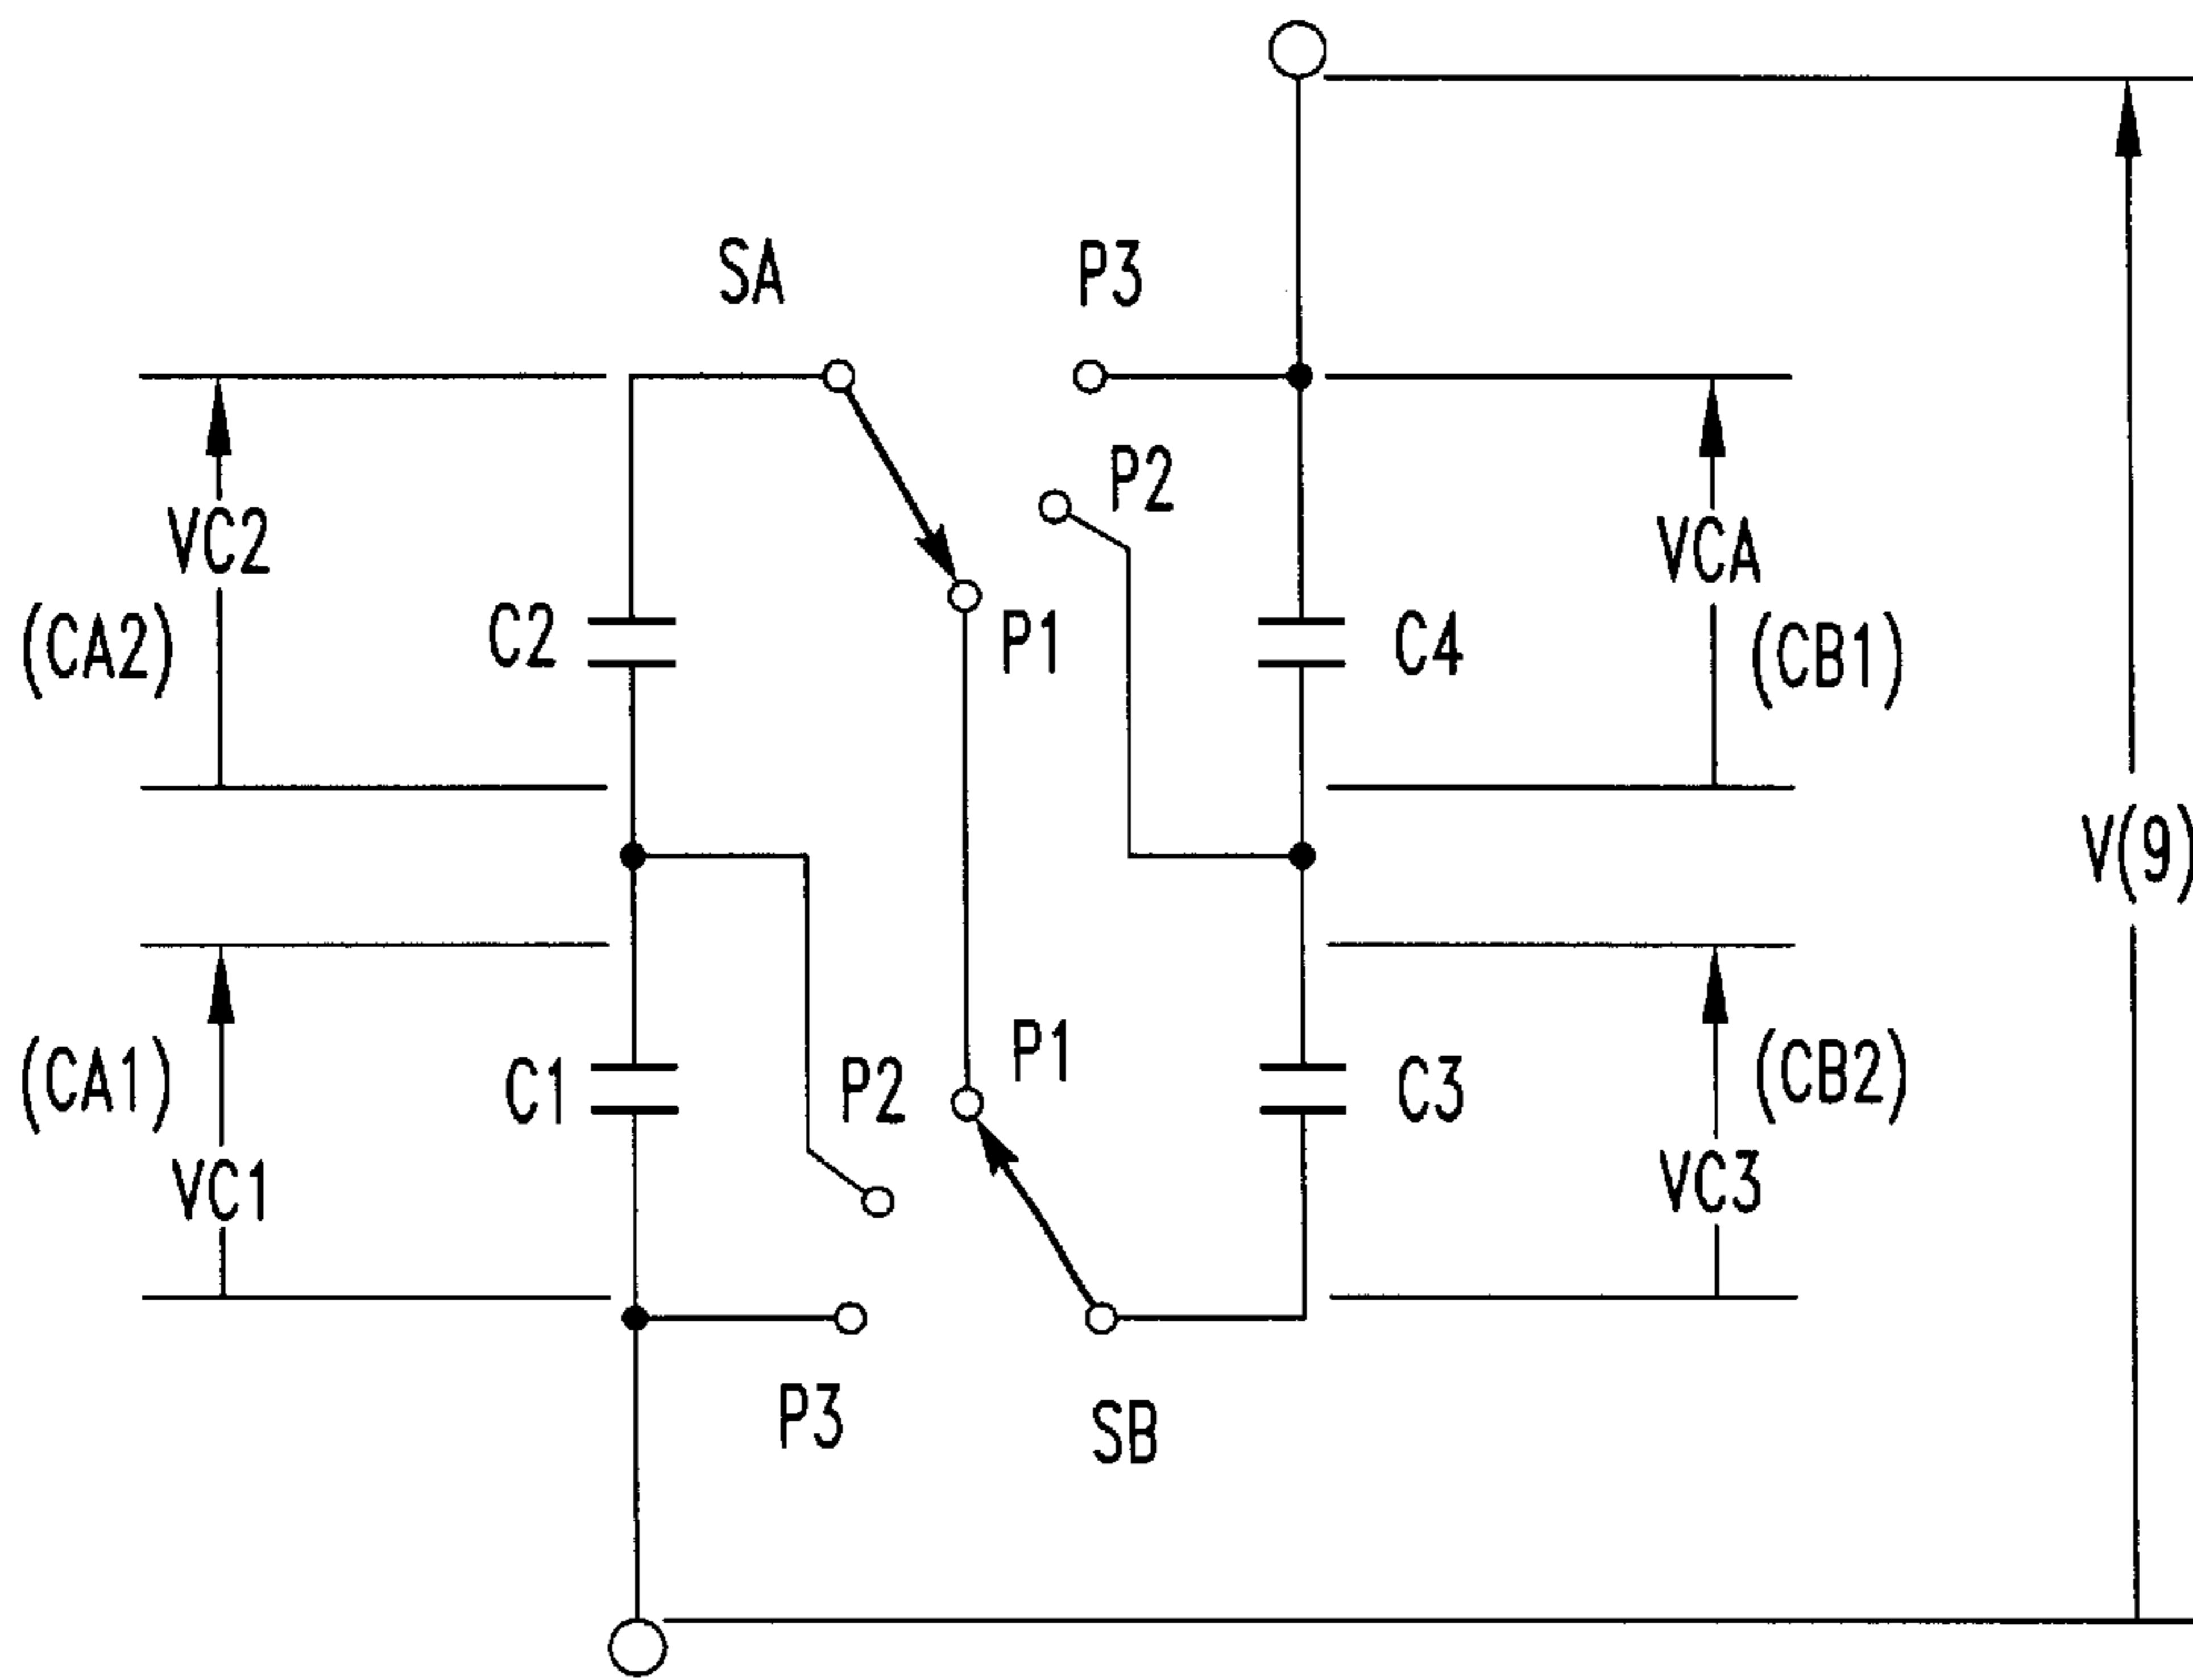 SA
P3
P2
VC2
VCA
(CA2)
C2
P1
C4
(CB1)
V(9)
P1
(CA1)
C1
P2
C3
(CB2)
VC1
VC3
P3
SB